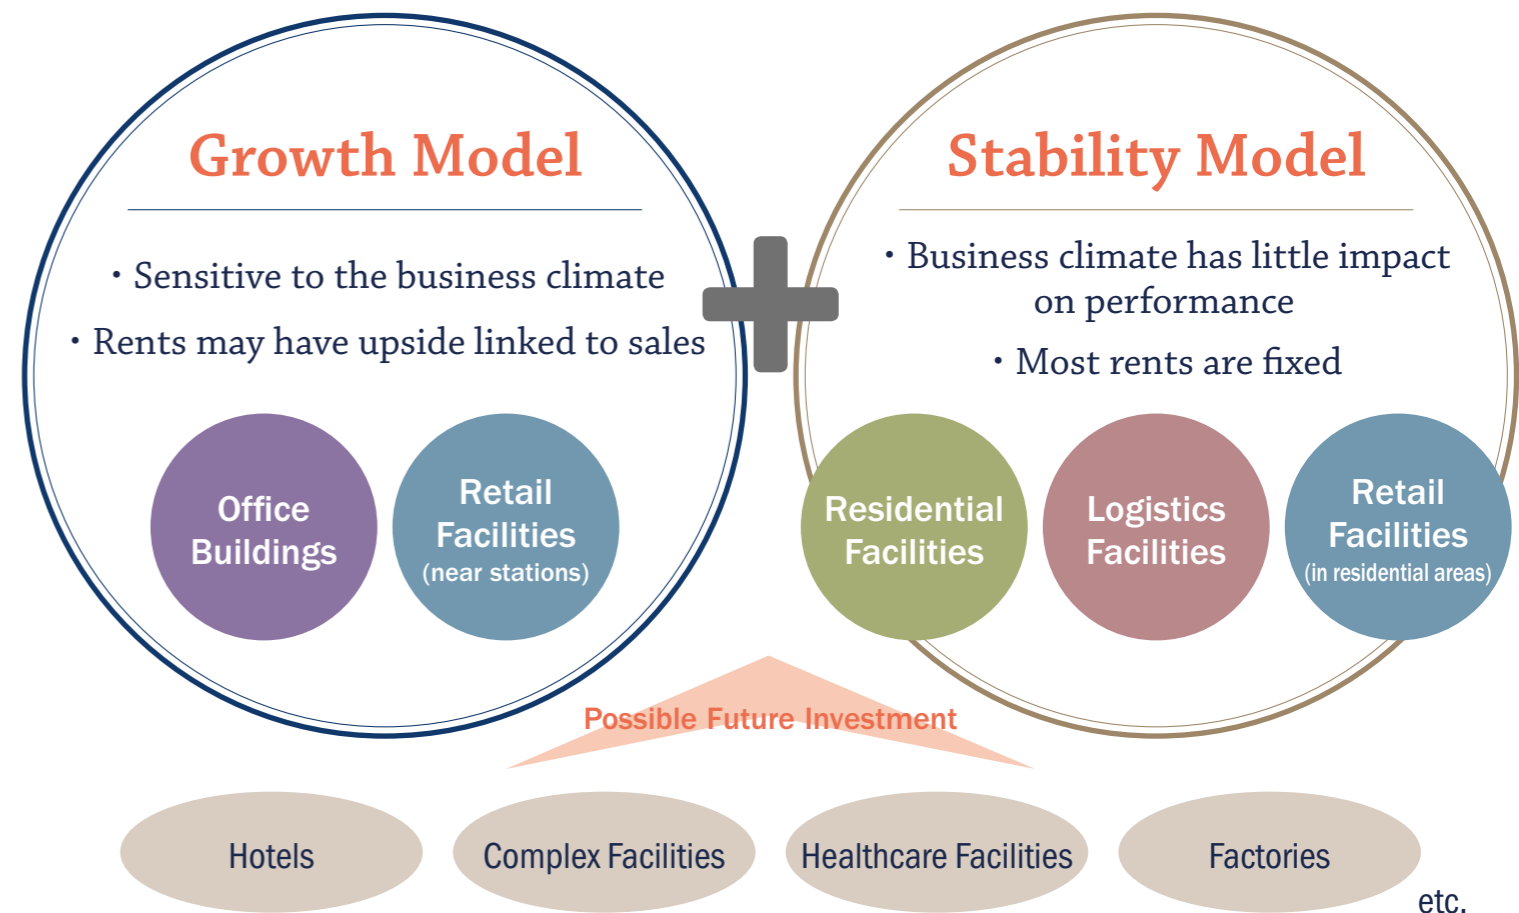 Growth Model
・Sensitive to the business climate
・Rents may have upside linked to sales
Office
Buildings
Retail
Facilities
(near stations)
Stability Model
・Business climate has little impact
on performance
・Most rents are fixed
Residential
Facilities
Logistics
Facilities
Retail
Facilities
(in residential areas)
Possible Future Investment
Hotels
Complex Facilities
Healthcare Facilities
Factories
etc.